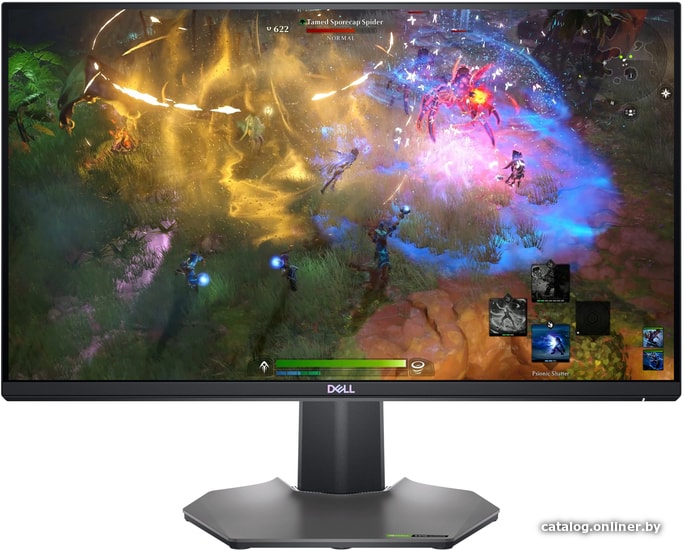 622
Tamed Sporecap Spider
NORMAL
Psionic Shatter
DELL
catalog.onliner.by